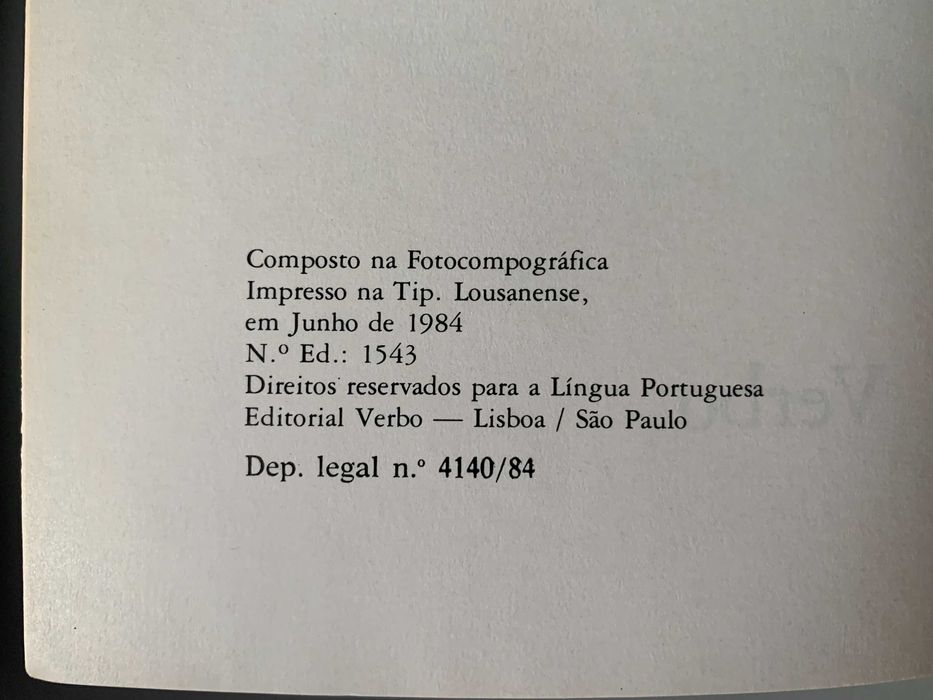 Composto na Fotocompográfica
Impresso na Tip. Lousanense,
em Junho de 1984
N.º Ed.: 1543
Direitos reservados para a Língua Portuguesa
Editorial Verbo — Lisboa / São Paulo
Dep. legal n.º 4140/84